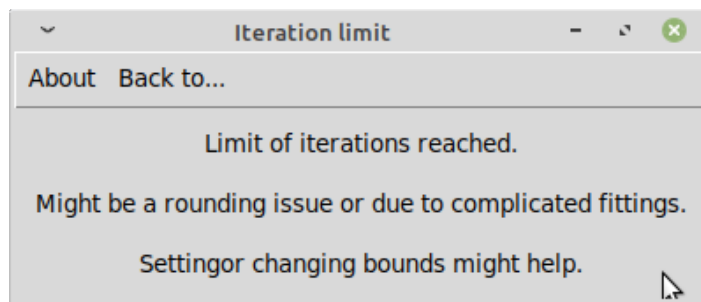 Iteration limit
About Back to...
Limit of iterations reached.
Might be a rounding issue or due to complicated fittings.
Settingor changing bounds might help.